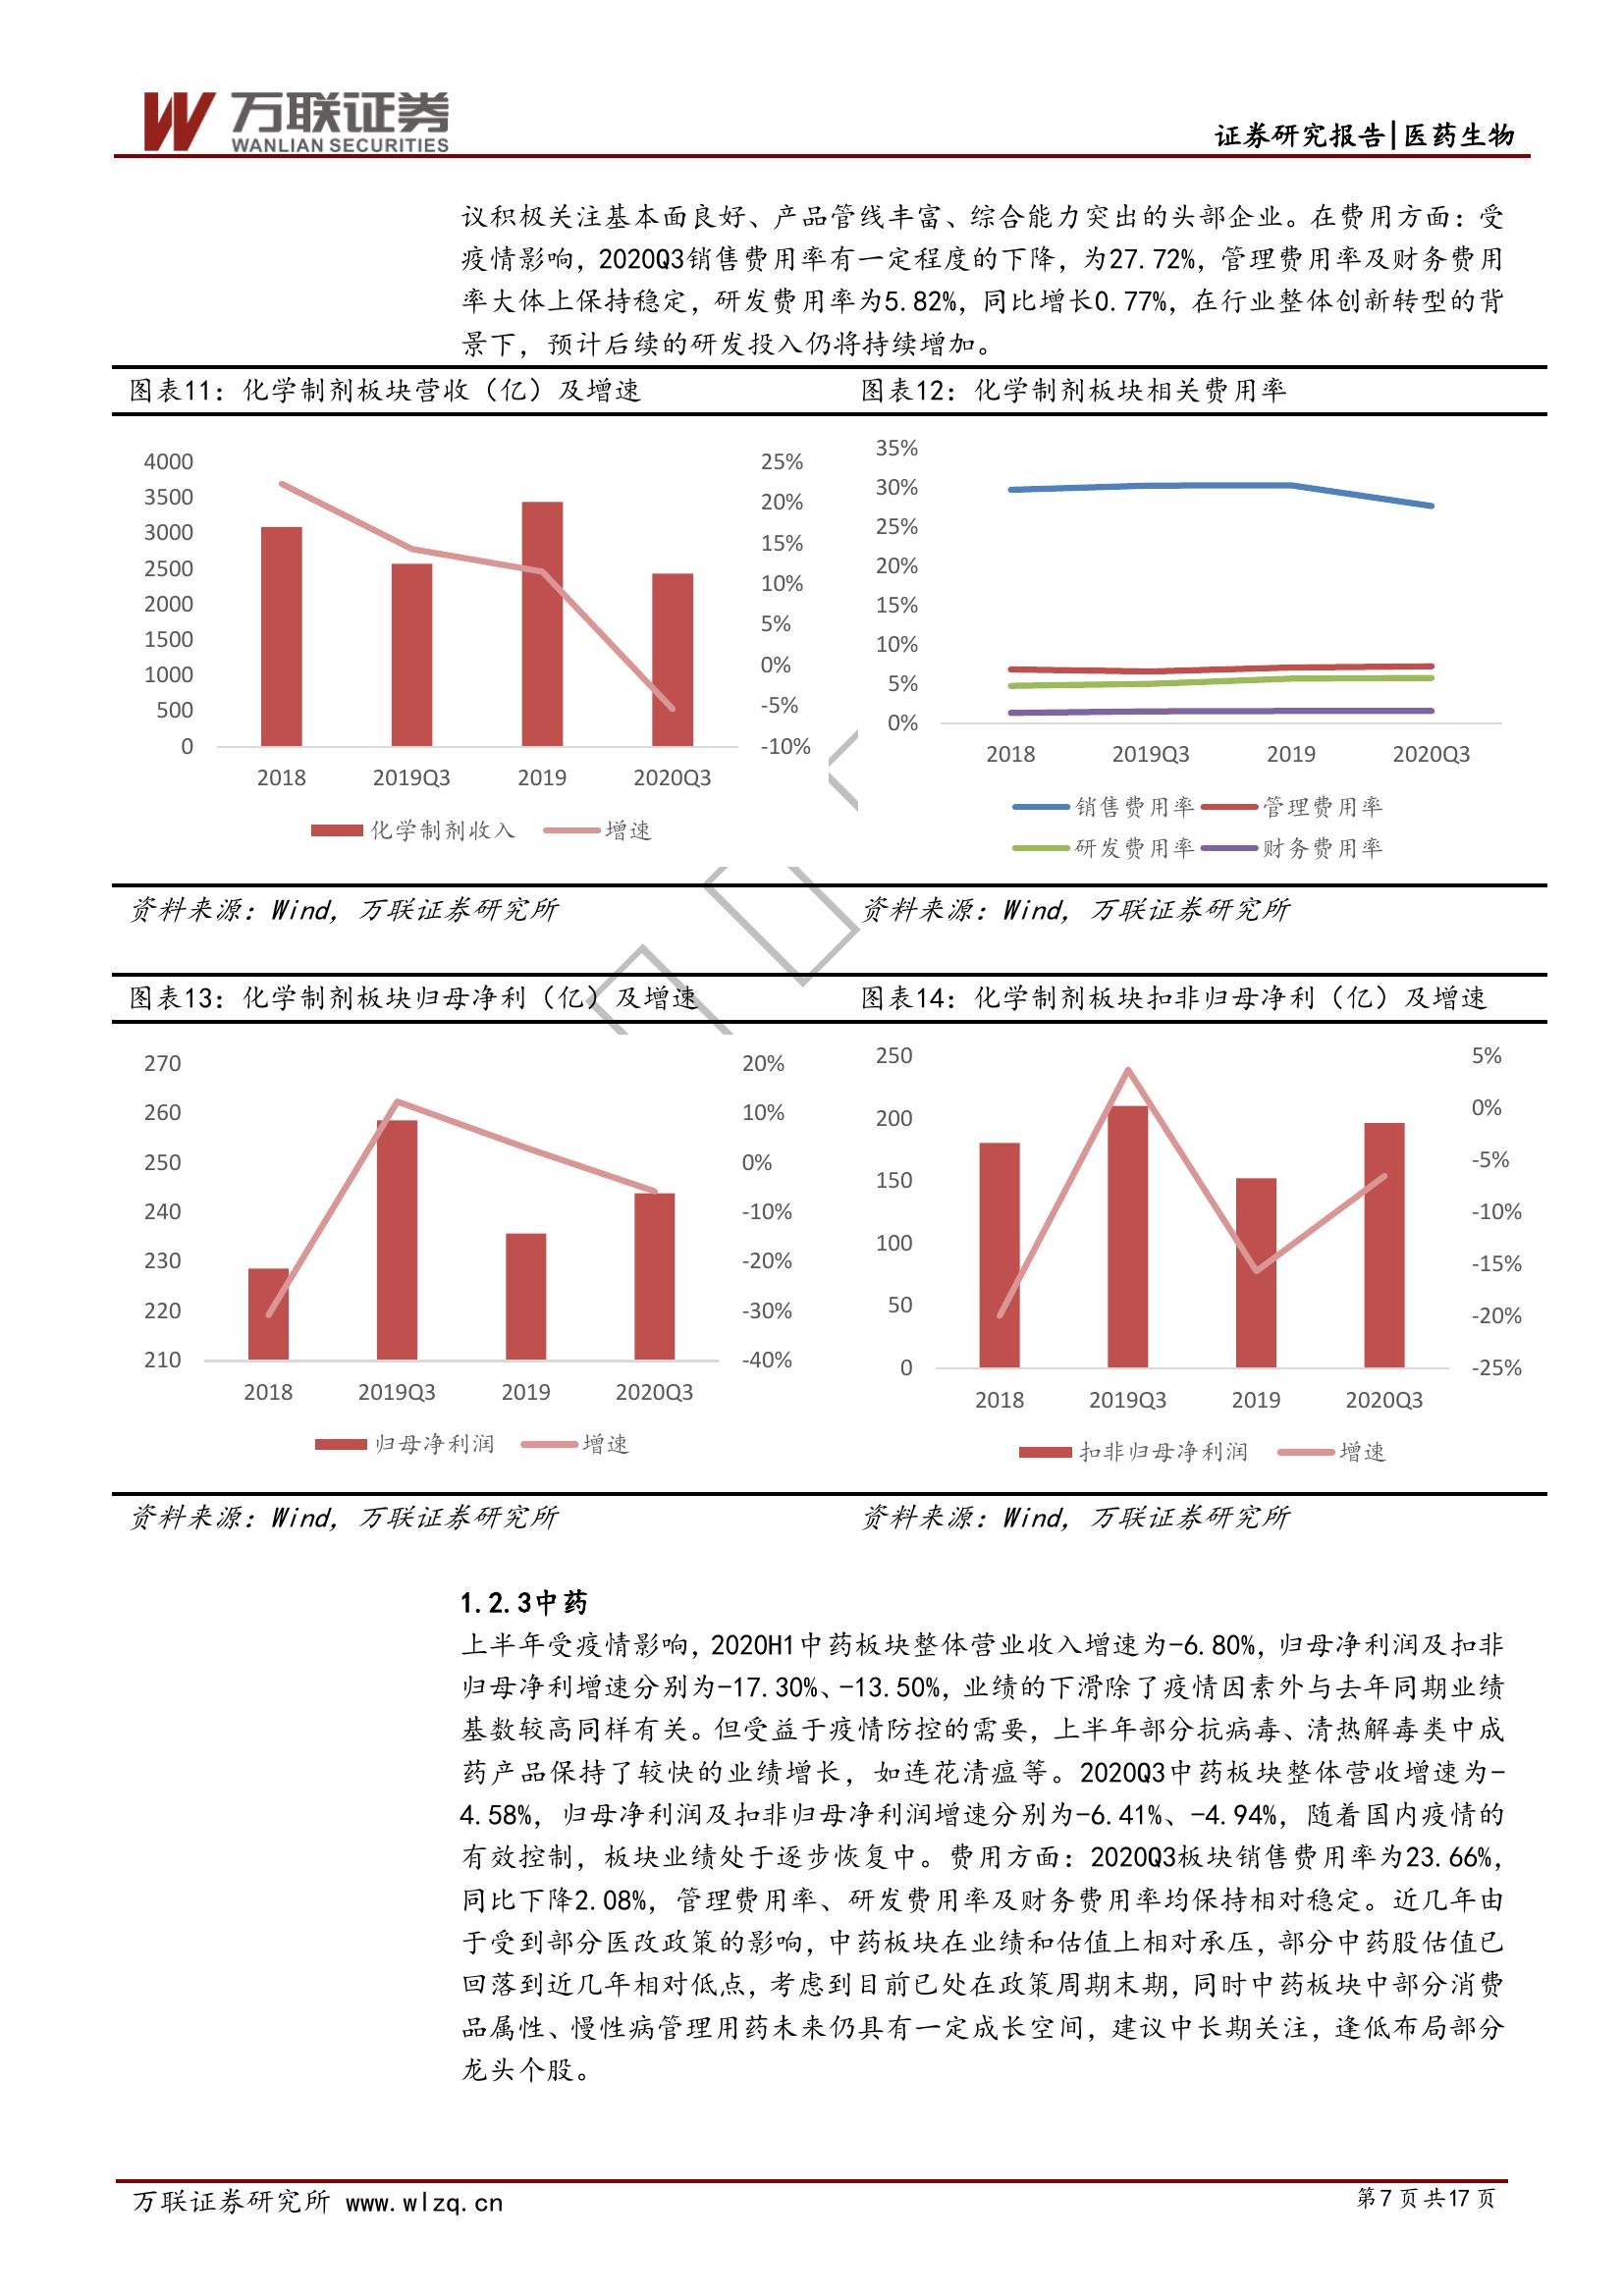 万联证券
WANLIAN SECURITIES
证券研究报告|医药生物
议积极关注基本面良好、产品管线丰富、综合能力突出的头部企业。在费用方面：受
疫情影响，2020Q3销售费用率有一定程度的下降，为27.72%，管理费用率及财务费用
率大体上保持稳定，研发费用率为5.82%，同比增长0.77%，在行业整体创新转型的背
景下，预计后续的研发投入仍将持续增加。
图表11：化学制剂板块营收（亿）及增速
4000
3500
3000
2500
2000
1500
1000
500
0
25%
20%
15%
10%
5%
0%
-5%
-10%
2018 2019Q3 2019 2020Q3
化学制剂收入 增速
资料来源：Wind，万联证券研究所
图表12：化学制剂板块相关费用率
35%
30%
25%
20%
15%
10%
5%
0%
2018 2019Q3 2019 2020Q3
销售费用率 管理费用率
研发费用率 财务费用率
资料来源：Wind，万联证券研究所
图表13：化学制剂板块归母净利（亿）及增速
270
260
250
240
230
220
210
20%
10%
0%
-10%
-20%
-30%
-40%
2018 2019Q3 2019 2020Q3
归母净利润 增速
资料来源：Wind，万联证券研究所
图表14：化学制剂板块扣非归母净利（亿）及增速
250
200
150
100
50
0
5%
0%
-5%
-10%
-15%
-20%
-25%
2018 2019Q3 2019 2020Q3
扣非归母净利润 增速
资料来源：Wind，万联证券研究所
1.2.3中药
上半年受疫情影响，2020H1中药板块整体营业收入增速为-6.80%，归母净利润及扣非
归母净利增速分别为-17.30%、-13.50%，业绩的下滑除了疫情因素外与去年同期业绩
基数较高同样有关。但受益于疫情防控的需要，上半年部分抗病毒、清热解毒类中成
药产品保持了较快的业绩增长，如连花清瘟等。2020Q3中药板块整体营收增速为-
4.58%，归母净利润及扣非归母净利润增速分别为-6.41%、-4.94%，随着国内疫情的
有效控制，板块业绩处于逐步恢复中。费用方面：2020Q3板块销售费用率为23.66%，
同比下降2.08%，管理费用率、研发费用率及财务费用率均保持相对稳定。近几年由
于受到部分医改政策的影响，中药板块在业绩和估值上相对承压，部分中药股估值已
回落到近几年相对低点，考虑到目前已处在政策周期末期，同时中药板块中部分消费
品属性、慢性病管理用药未来仍具有一定成长空间，建议中长期关注，逢低布局部分
龙头个股。
万联证券研究所 www.wlzq.cn
第7页共17页